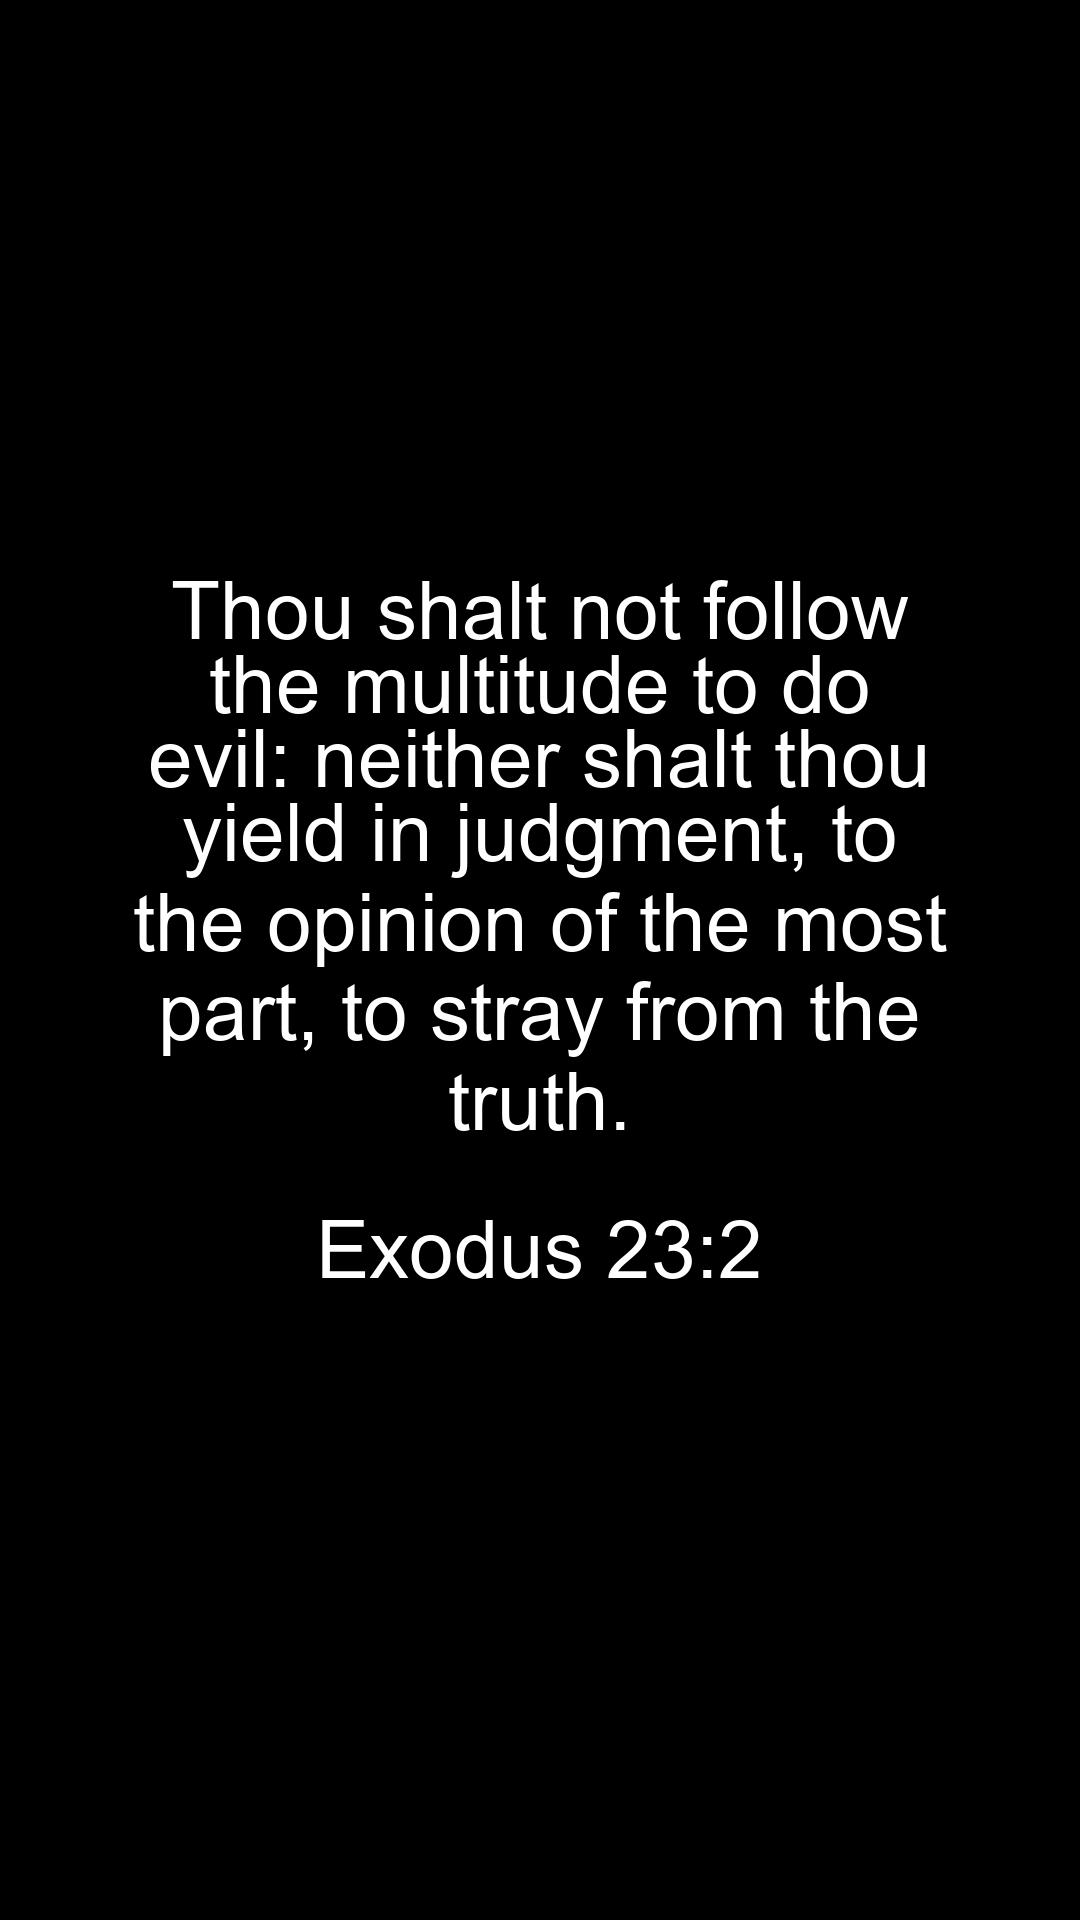 Thou shalt not follow
the multitude to do
evil: neither shalt thou
yield in judgment, to
the opinion of the most
part, to stray from the
truth.
Exodus 23:2